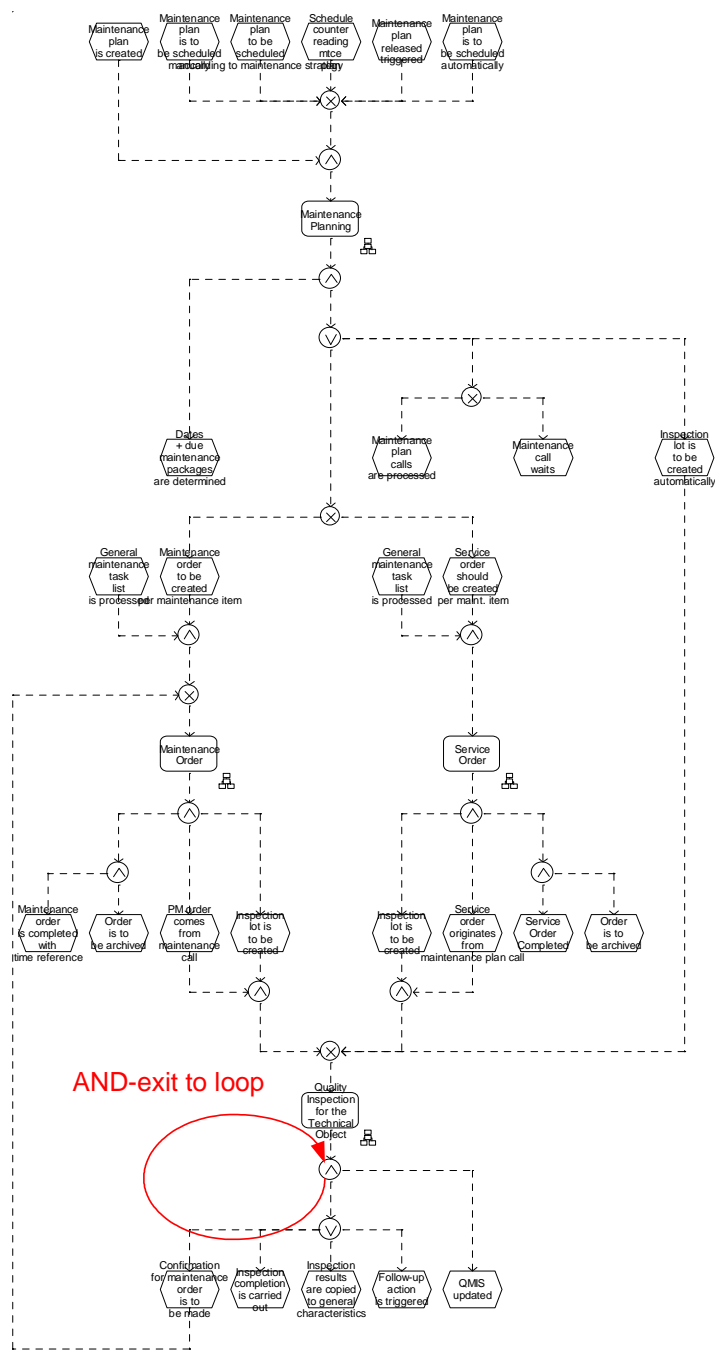 Maintenance
plan
is created
Maintenance
plan
is to
be scheduled
manually
Maintenance
plan
to be
scheduled
according to maintenance strategy
Schedule
counter
reading
mtce
plan
Maintenance
plan
released
triggered
Maintenance
plan
is to
be scheduled
automatically
Maintenance
Planning
Dates
+ due
maintenance
packages
are determined
Maintenance
plan
calls
are processed
Maintenance
call
waits
Inspection
lot is
to be
created
automatically
General
maintenance
task
list
is processed
Maintenance
order
to be
created
per maintenance item
General
maintenance
task
list
is processed
Service
order
should
be created
per maint. item
Maintenance
Order
Service
Order
Maintenance
order
is completed
with
time reference
Order
is to
be archived
PM order
comes
from
maintenance
call
Inspection
lot is
to be
created
Inspection
lot is
to be
created
Service
order
originates
from
maintenance plan call
Service
Order
Completed
Order
is to
be archived
AND-exit to loop
Quality
Inspection
for the
Technical
Object
Confirmation
for maintenance
order
is to
be made
Inspection
completion
is carried
out
Inspection
results
are copied
to general
characteristics
Follow-up
action
is triggered
QMIS
updated